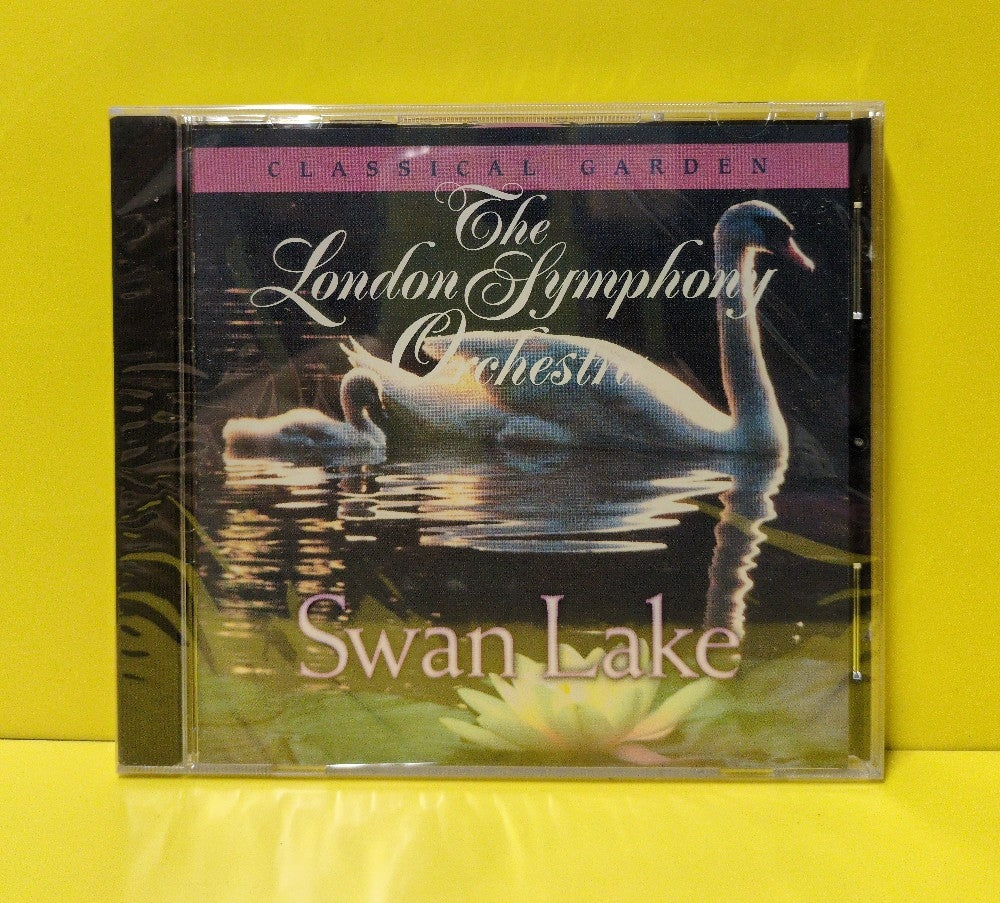 CLASSICAL GARDEN
The
London Symphony
Orchestra
Swan Lake